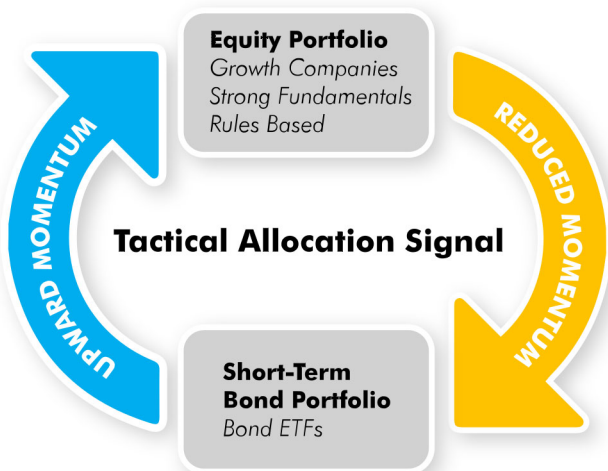 Equity Portfolio
Growth Companies
Strong Fundamentals
Rules Based
UPWARD MOMENTUM
REDUCED MOMENTUM
Tactical Allocation Signal
Short-Term
Bond Portfolio
Bond ETFs